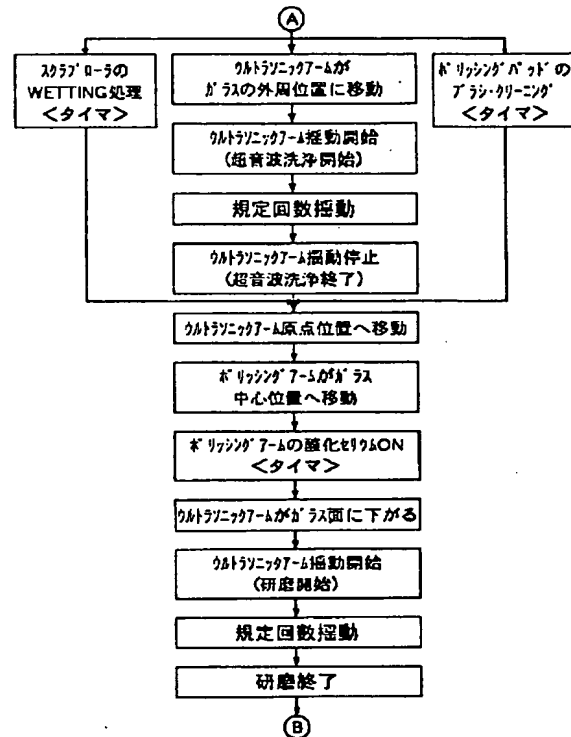 A
スクラブローラの
WETTING処理
<タイマ>
ウルトラソニックアームが
ガラスの外周位置に移動
ポリッシングパッドの
ブラシ・クリーニング
<タイマ>
ウルトラソニックアーム揺動開始
(超音波洗浄開始)
規定回数揺動
ウルトラソニックアーム揺動停止
(超音波洗浄終了)
ウルトラソニックアーム原点位置へ移動
ポリッシングアームがガラス
中心位置へ移動
ポリッシングアームの酸化セリウムON
<タイマ>
ウルトラソニックアームがガラス面に下がる
ウルトラソニックアーム揺動開始
(研磨開始)
規定回数揺動
研磨終了
B